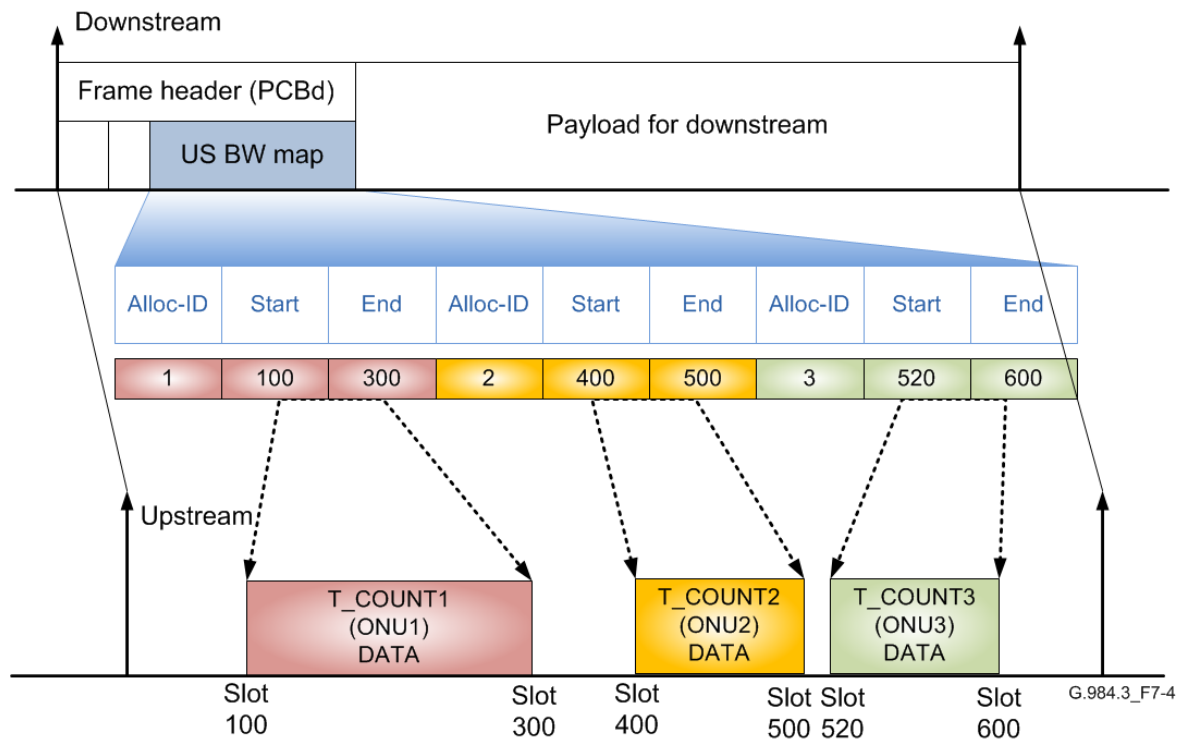 Downstream
Frame header (PCBd)
Payload for downstream
US BW map
Alloc-ID Start End Alloc-ID Start End Alloc-ID Start End
1 100 300 2 400 500 3 520 600
Upstream
T_COUNT1
(ONU1)
DATA
T_COUNT2
(ONU2)
DATA
T_COUNT3
(ONU3)
DATA
Slot
100
Slot
300
Slot
400
Slot
500
Slot
520
Slot
600
G.984.3_F7-4